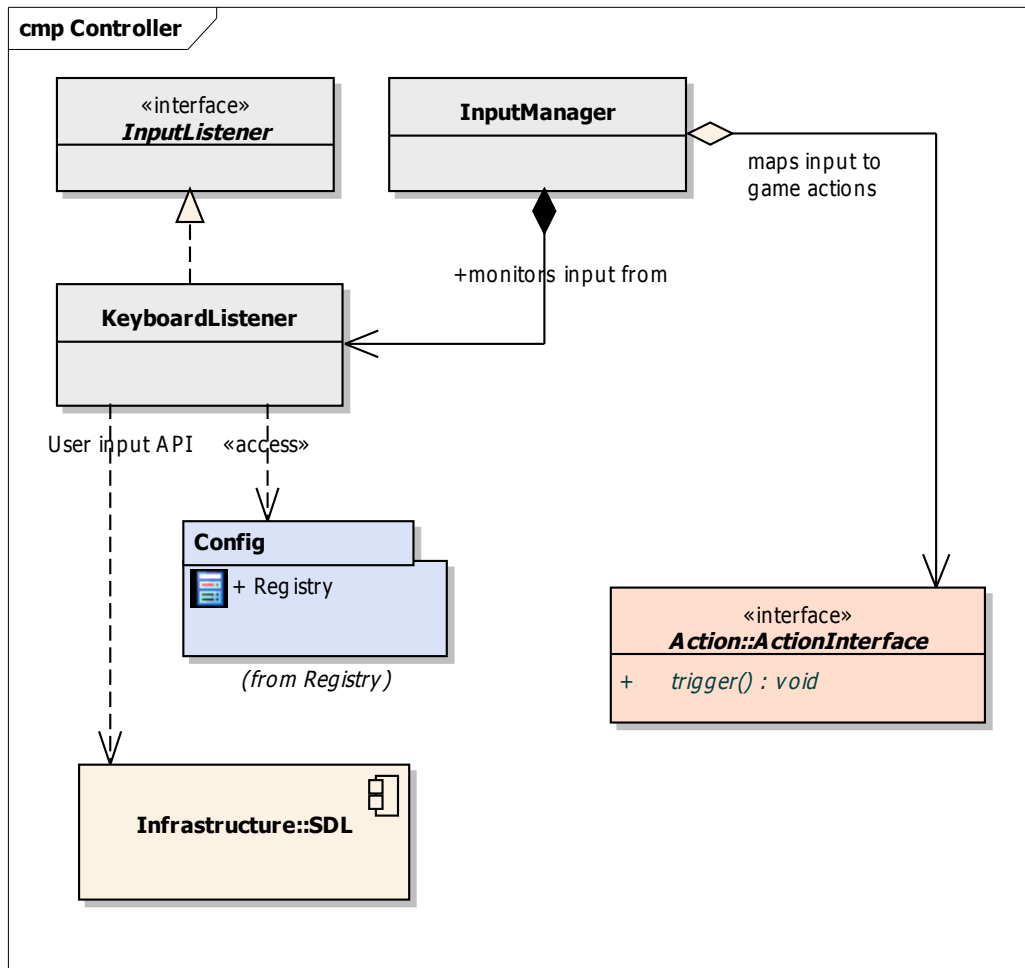 cmp Controller
«interface»
InputListener
InputManager
maps input to
game actions
+monitors input from
KeyboardListener
User input API
«access»
Config
+ Registry
(from Registry)
«interface»
Action::ActionInterface
+ trigger() : void
Infrastructure::SDL